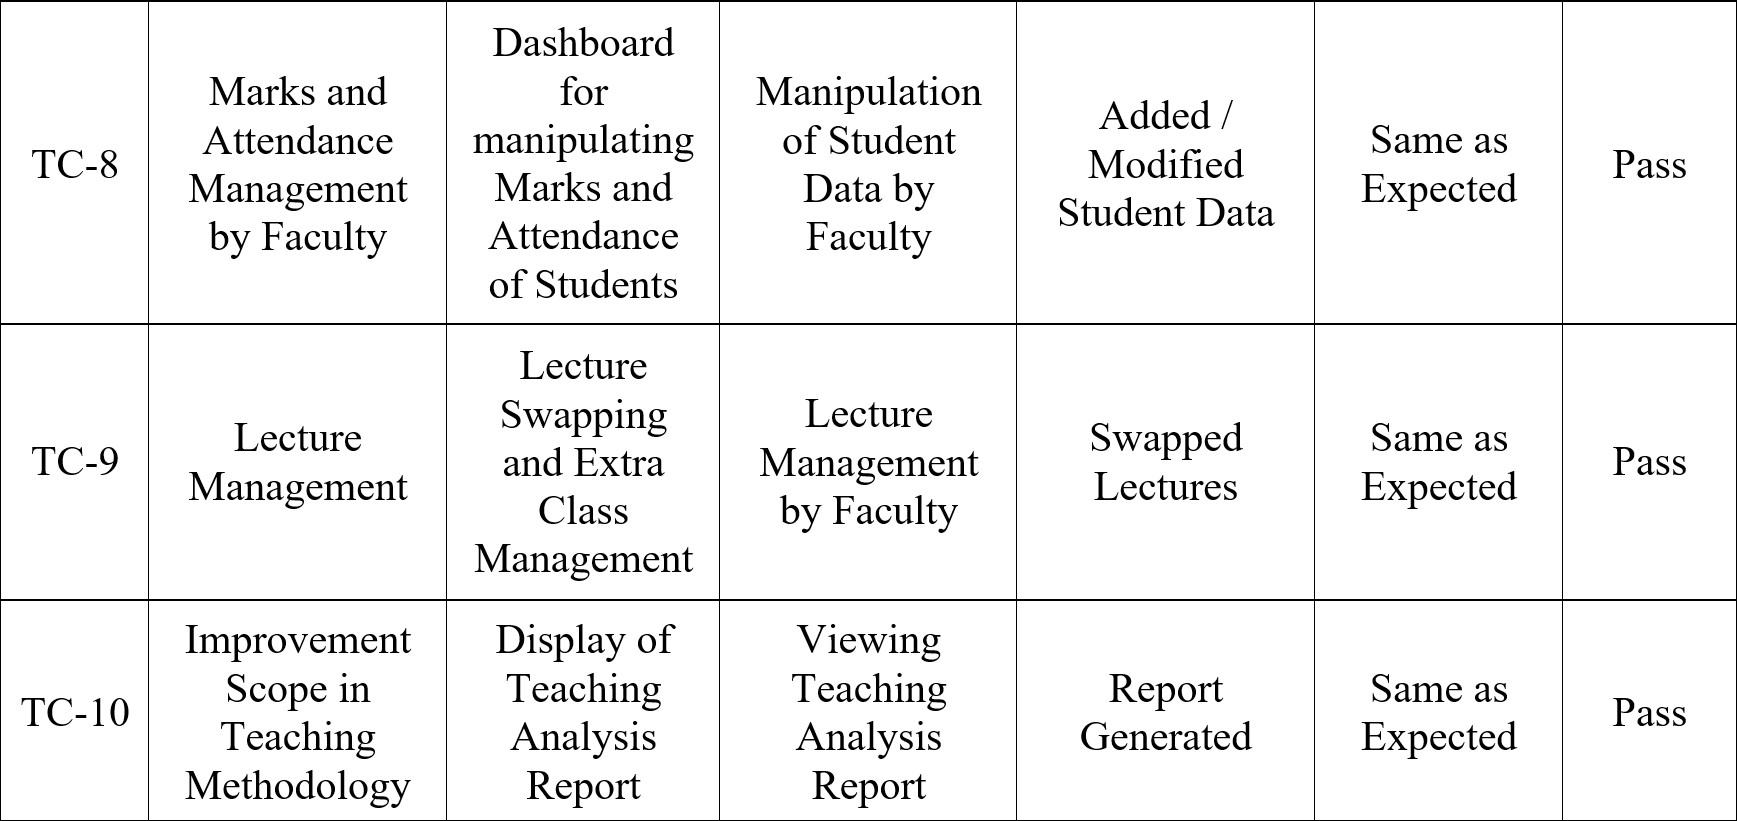 TC-8
Marks and
Attendance
Management
by Faculty
Dashboard
for
manipulating
Marks and
Attendance
of Students
Manipulation
of Student
Data by
Faculty
Added /
Modified
Student Data
Same as
Expected
Pass
TC-9
Lecture
Management
Lecture
Swapping
and Extra
Class
Management
Lecture
Management
by Faculty
Swapped
Lectures
Same as
Expected
Pass
TC-10
Improvement
Scope in
Teaching
Methodology
Display of
Teaching
Analysis
Report
Viewing
Teaching
Analysis
Report
Report
Generated
Same as
Expected
Pass